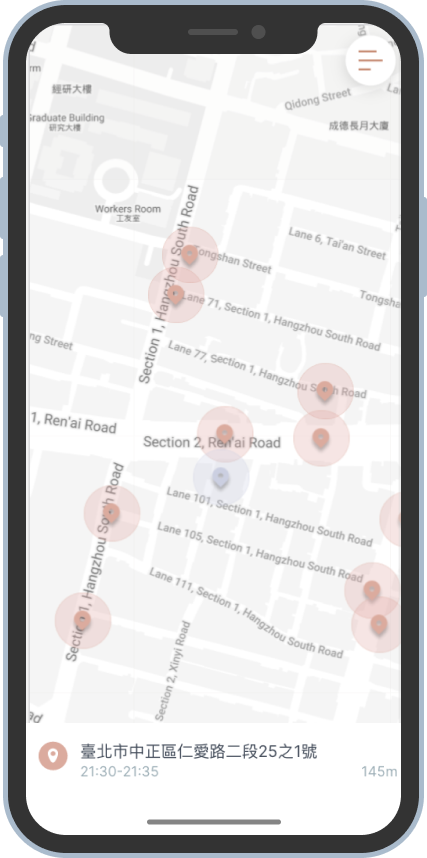 rm
經研大樓
Graduate Building
研究大樓
Qidong Street
成德長月大廈
Workers Room
工友室
Lane 6, Tai'an Street
Tongshan Street
Tongsha
Section 1, Hangzhou South Road
Lane 71, Section 1, Hangzhou South Road
ng Street
Lane 77, Section 1, Hangzhou South Road
1, Ren'ai Road
Section 2, Ren'ai Road
Lane 101, Section 1, Hangzhou South Road
Lane 105, Section 1, Hangzhou South Road
Section 1, Hangzhou South Road
Lane 111, Section 1, Hangzhou South Road
Section 2, Xinyi Road
臺北市中正區仁愛路二段25之1號
21:30-21:35
145m